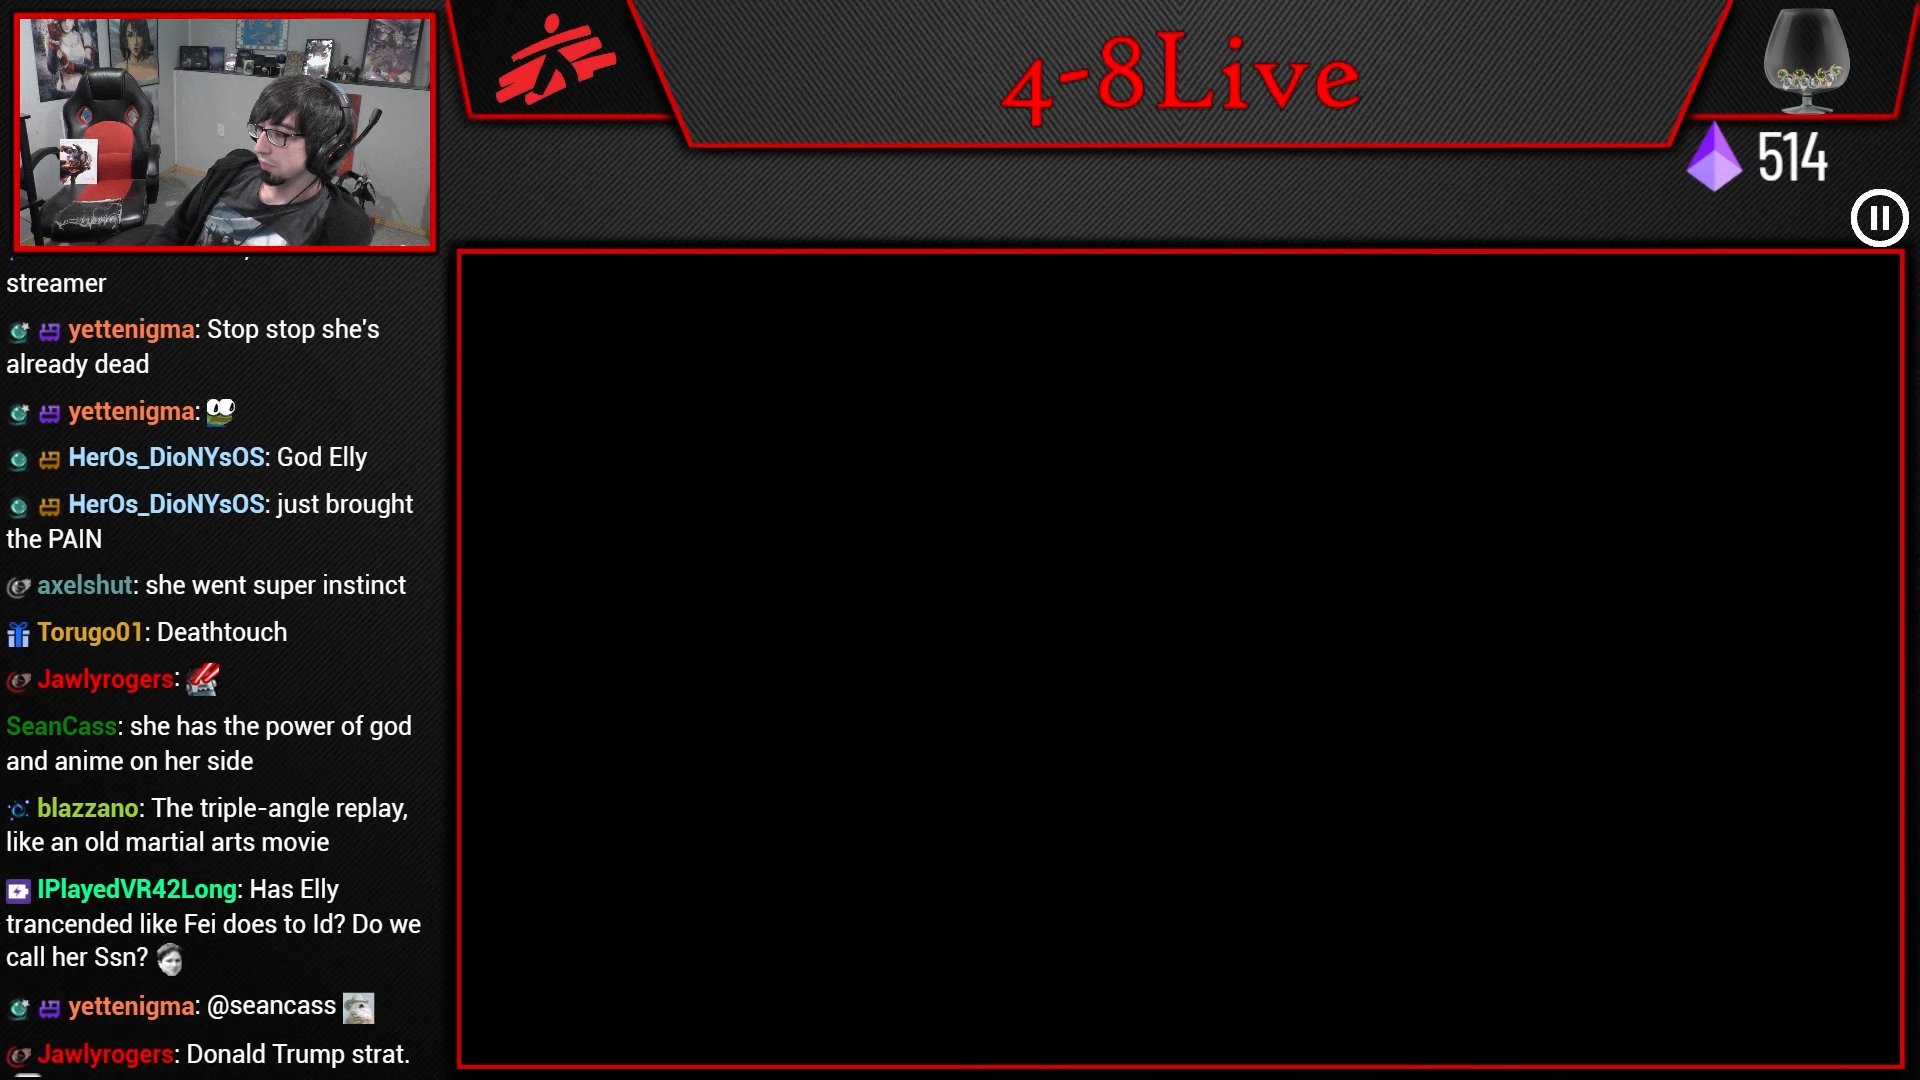 4-8Live
514
streamer
yettenigma: Stop stop she's
already dead
yettenigma:
HerOs_DioNYsOS: God Elly
HerOs_DioNYsOS: just brought
the PAIN
axelshut: she went super instinct
Torugo01: Deathtouch
Jawlyrogers:
SeanCass: she has the power of god
and anime on her side
blazzano: The triple-angle replay,
like an old martial arts movie
IPlayedVR42Long: Has Elly
trancended like Fei does to Id? Do we
call her Ssn?
yettenigma: @seancass
Jawlyrogers: Donald Trump strat.